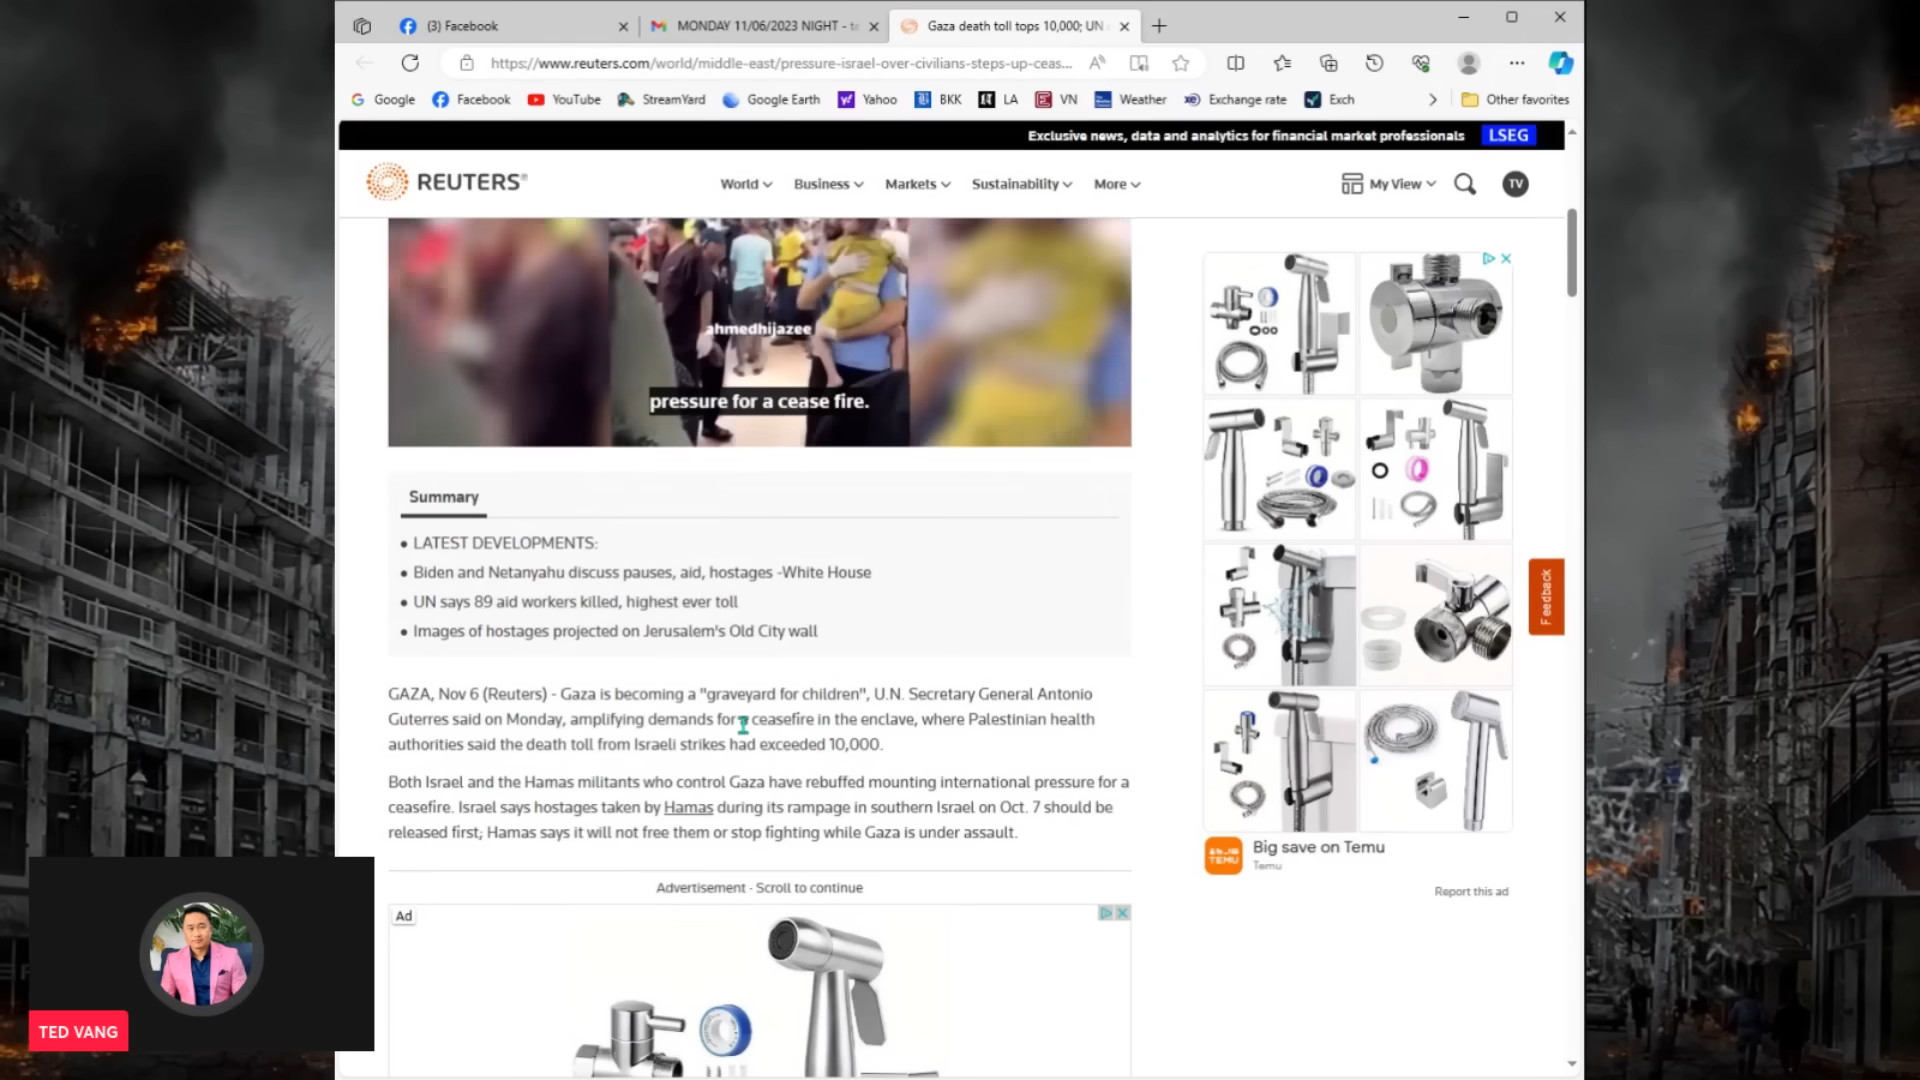 (3) Facebook
MONDAY 11/06/2023 NIGHT - te
Gaza death toll tops 10,000; UN
https://www.reuters.com/world/middle-east/pressure-israel-over-civilians-steps-up-ceas...
Google
Facebook
YouTube
StreamYard
Google Earth
Yahoo
BKK
LA
VN
Weather
Exchange rate
Exch
Other favorites
Exclusive news, data and analytics for financial market professionals LSEG
REUTERS®
World
Business
Markets
Sustainability
More
My View
TV
ahmedhijazee
pressure for a cease fire.
Summary
• LATEST DEVELOPMENTS:
• Biden and Netanyahu discuss pauses, aid, hostages -White House
• UN says 89 aid workers killed, highest ever toll
• Images of hostages projected on Jerusalem's Old City wall
GAZA, Nov 6 (Reuters) - Gaza is becoming a "graveyard for children", U.N. Secretary General Antonio
Guterres said on Monday, amplifying demands for a ceasefire in the enclave, where Palestinian health
authorities said the death toll from Israeli strikes had exceeded 10,000.
Both Israel and the Hamas militants who control Gaza have rebuffed mounting international pressure for a
ceasefire. Israel says hostages taken by Hamas during its rampage in southern Israel on Oct. 7 should be
released first; Hamas says it will not free them or stop fighting while Gaza is under assault.
Advertisement · Scroll to continue
Ad
Feedback
TEMU
Big save on Temu
Temu
Report this ad
TED VANG